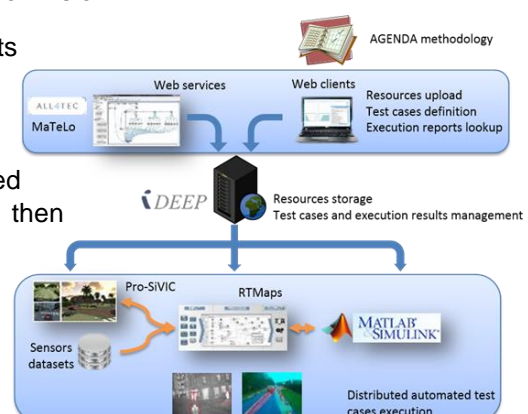 ts
ed
then
AGENDA methodology
Web services
Web clients
ALL4TEC
MaTeLo
Resources upload
Test cases definition
Execution reports lookup
iDEEP
Resources storage
Test cases and execution results management
Pro-SiVIC
RTMaps
Sensors
datasets
MATLAB
SIMULINK
Distributed automated test
cases execution